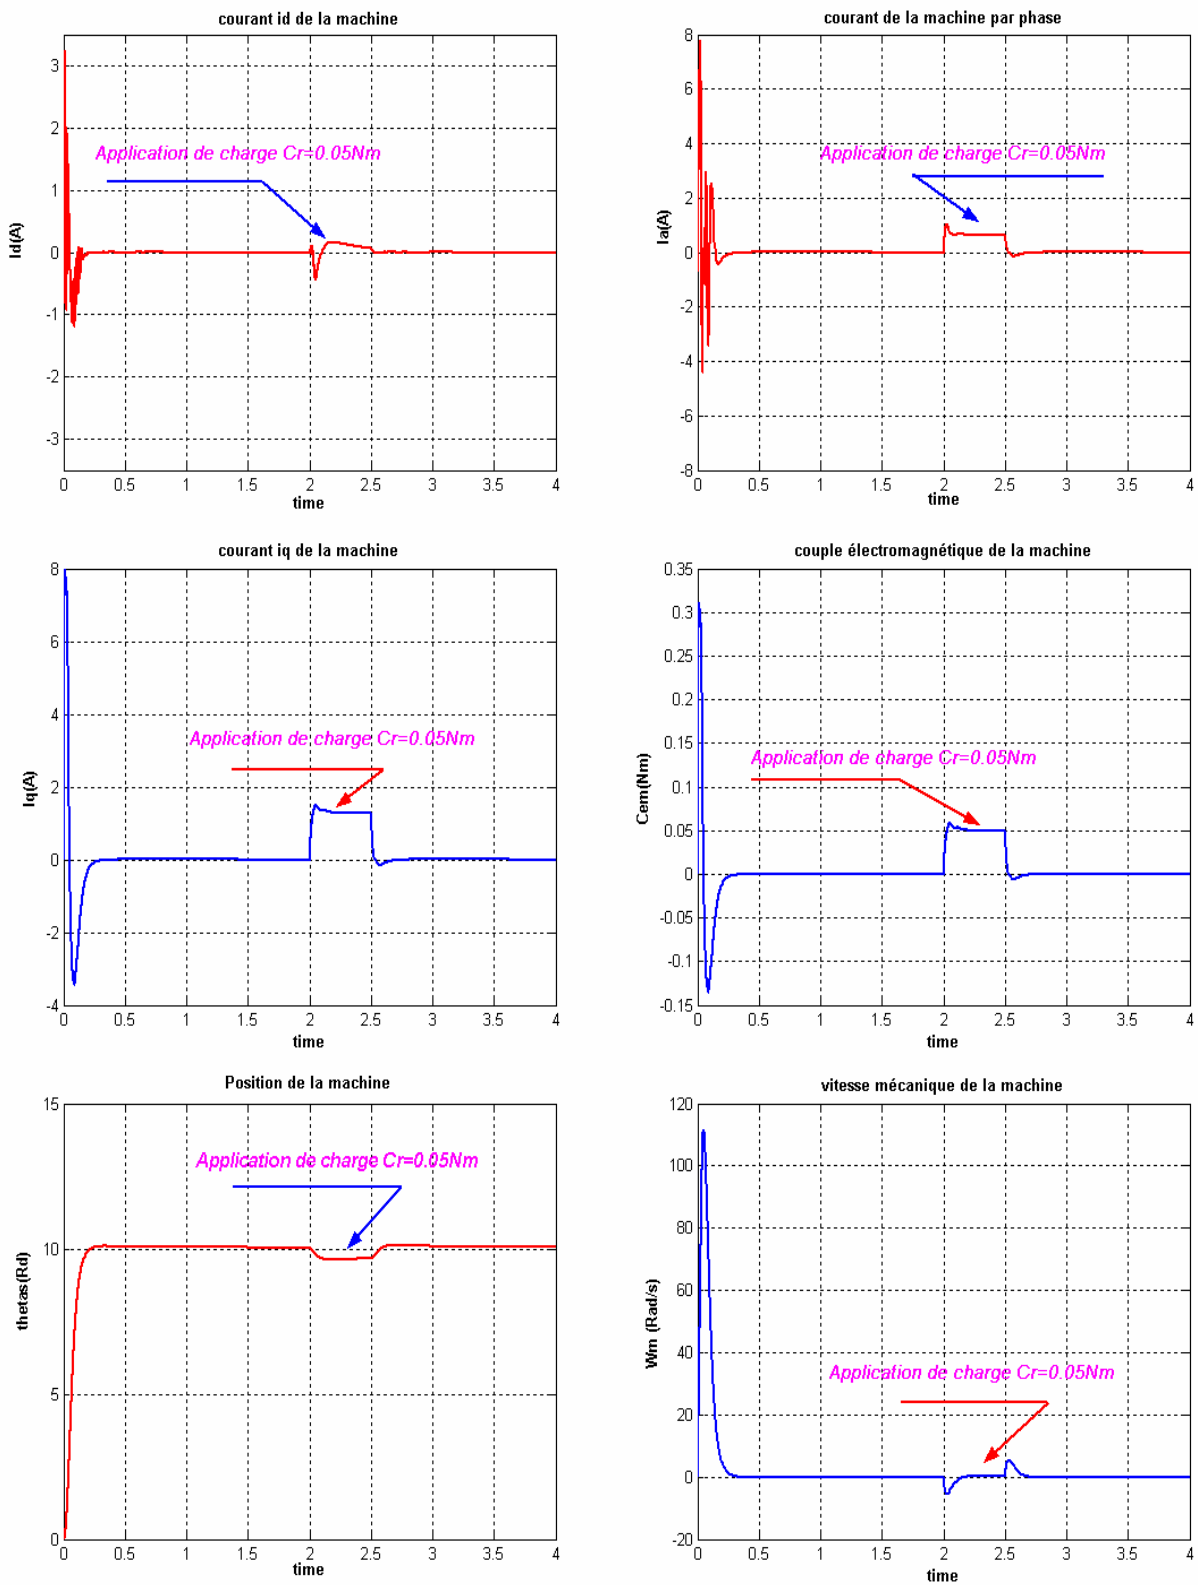 courant id de la machine
3
2
1
0
-1
-2
-3
Id(A)
Application de charge Cr=0.05Nm
0 0.5 1 1.5 2 2.5 3 3.5 4
time
courant de la machine par phase
8
6
4
2
0
-2
-4
-6
-8
Ia(A)
Application de charge Cr=0.05Nm
0 0.5 1 1.5 2 2.5 3 3.5 4
time
courant iq de la machine
8
6
4
2
0
-2
-4
Iq(A)
Application de charge Cr=0.05Nm
0 0.5 1 1.5 2 2.5 3 3.5 4
time
couple électromagnétique de la machine
0.35
0.3
0.25
0.2
0.15
0.1
0.05
0
-0.05
-0.1
-0.15
Cem(Nm)
Application de charge Cr=0.05Nm
0 0.5 1 1.5 2 2.5 3 3.5 4
time
Position de la machine
15
10
5
0
thetas(Rd)
Application de charge Cr=0.05Nm
0 0.5 1 1.5 2 2.5 3 3.5 4
time
vitesse mécanique de la machine
120
100
80
60
40
20
0
-20
Wm (Rad/s)
Application de charge Cr=0.05Nm
0 0.5 1 1.5 2 2.5 3 3.5 4
time